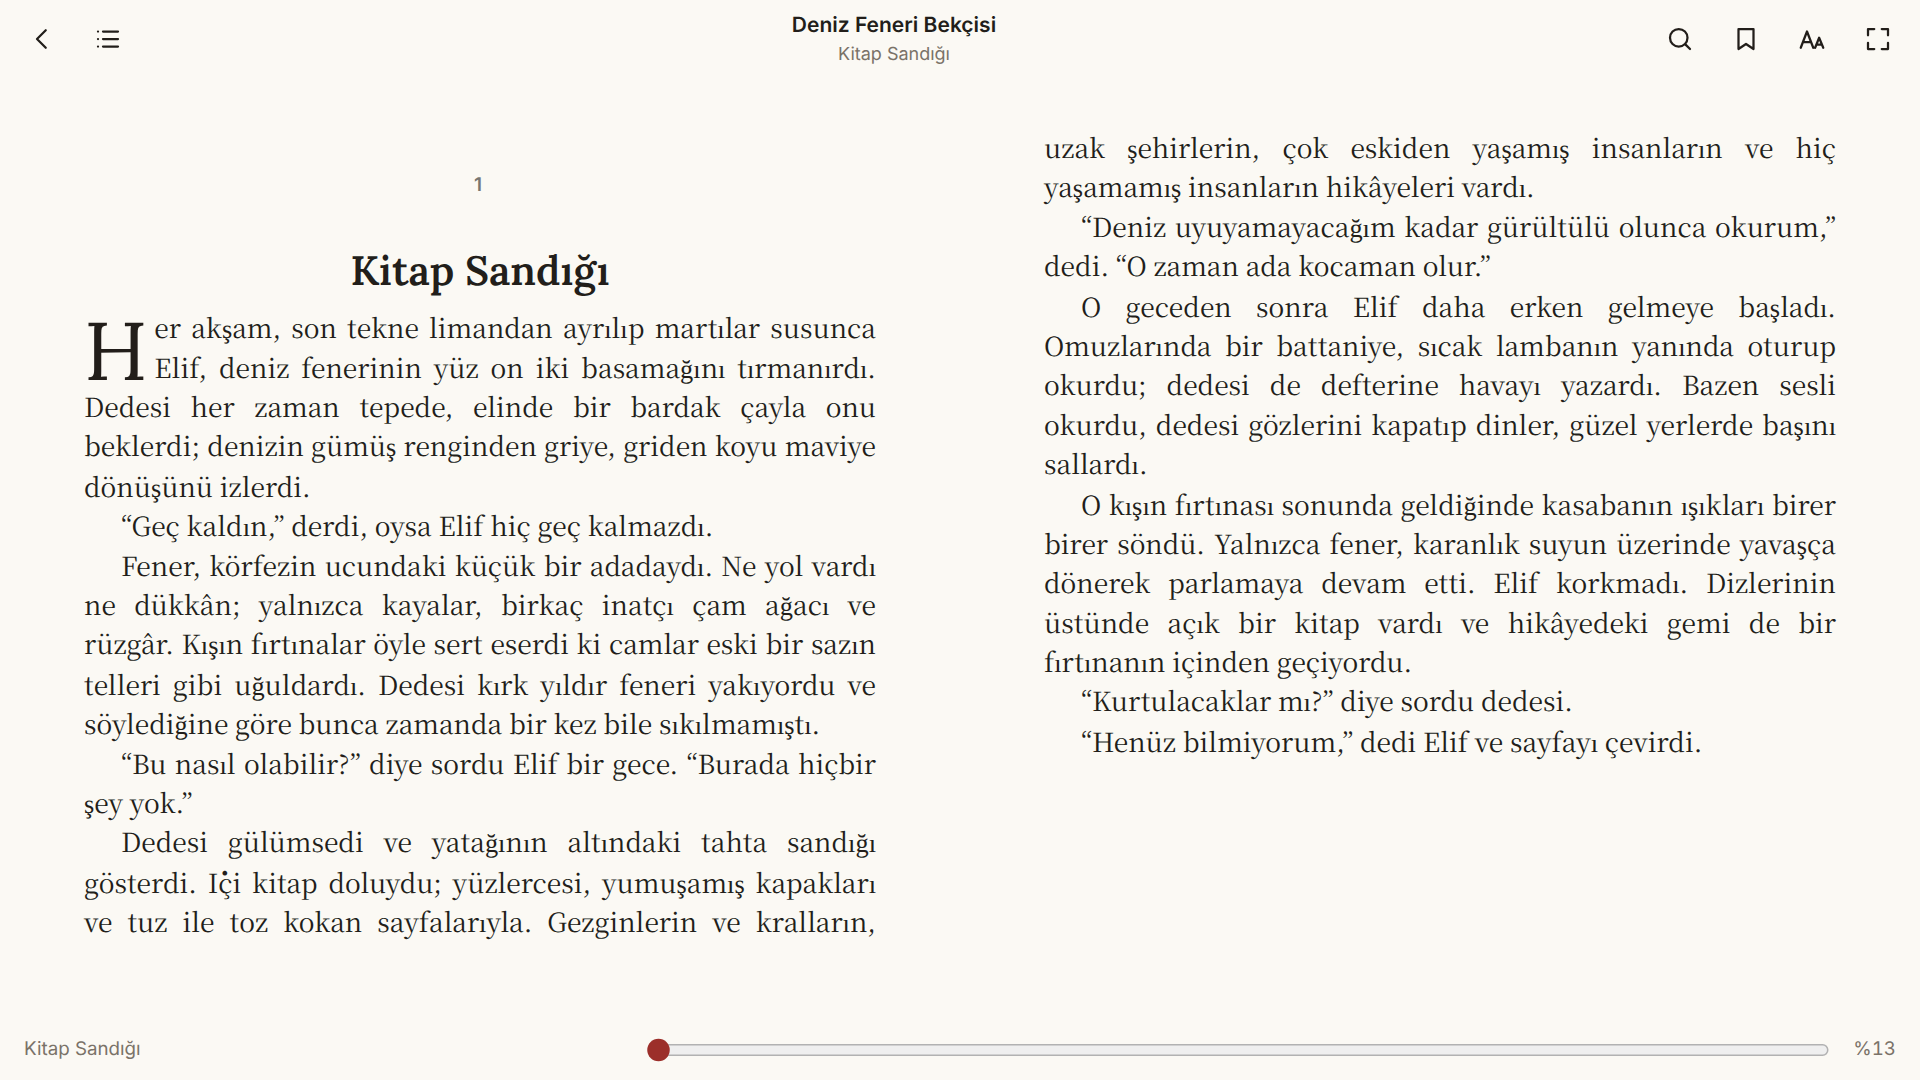 Deniz Feneri Bekçisi
Kitap Sandığı
1
Kitap Sandığı
Her akşam, son tekne limandan ayrılıp martılar susunca
Elif, deniz fenerinin yüz on iki basamağını tırmanırdı.
Dedesi her zaman tepede, elinde bir bardak çayla onu
beklerdi; denizin gümüş renginden griye, griden koyu maviye
dönüşünü izlerdi.
“Geç kaldın,” derdi, oysa Elif hiç geç kalmazdı.
Fener, körfezin ucundaki küçük bir adadaydı. Ne yol vardı
ne dükkân; yalnızca kayalar, birkaç inatçı çam ağacı ve
rüzgâr. Kışın fırtınalar öyle sert eserdi ki camlar eski bir sazın
telleri gibi uğuldardı. Dedesi kırk yıldır feneri yakıyordu ve
söylediğine göre bunca zamanda bir kez bile sıkılmamıştı.
“Bu nasıl olabilir?” diye sordu Elif bir gece. “Burada hiçbir
şey yok.”
Dedesi gülümsedi ve yatağının altındaki tahta sandığı
gösterdi. İçi kitap doluydu; yüzlercesi, yumuşamış kapakları
ve tuz ile toz kokan sayfalarıyla. Gezginlerin ve kralların,
uzak şehirlerin, çok eskiden yaşamış insanların ve hiç
yaşamamış insanların hikâyeleri vardı.
“Deniz uyuyamayacağım kadar gürültülü olunca okurum,”
dedi. “O zaman ada kocaman olur.”
O geceden sonra Elif daha erken gelmeye başladı.
Omuzlarında bir battaniye, sıcak lambanın yanında oturup
okurdu; dedesi de defterine havayı yazardı. Bazen sesli
okurdu, dedesi gözlerini kapatıp dinler, güzel yerlerde başını
sallardı.
O kışın fırtınası sonunda geldiğinde kasabanın ışıkları birer
birer söndü. Yalnızca fener, karanlık suyun üzerinde yavaşça
dönerek parlamaya devam etti. Elif korkmadı. Dizlerinin
üstünde açık bir kitap vardı ve hikâyedeki gemi de bir
fırtınanın içinden geçiyordu.
“Kurtulacaklar mı?” diye sordu dedesi.
“Henüz bilmiyorum,” dedi Elif ve sayfayı çevirdi.
Kitap Sandığı
%13